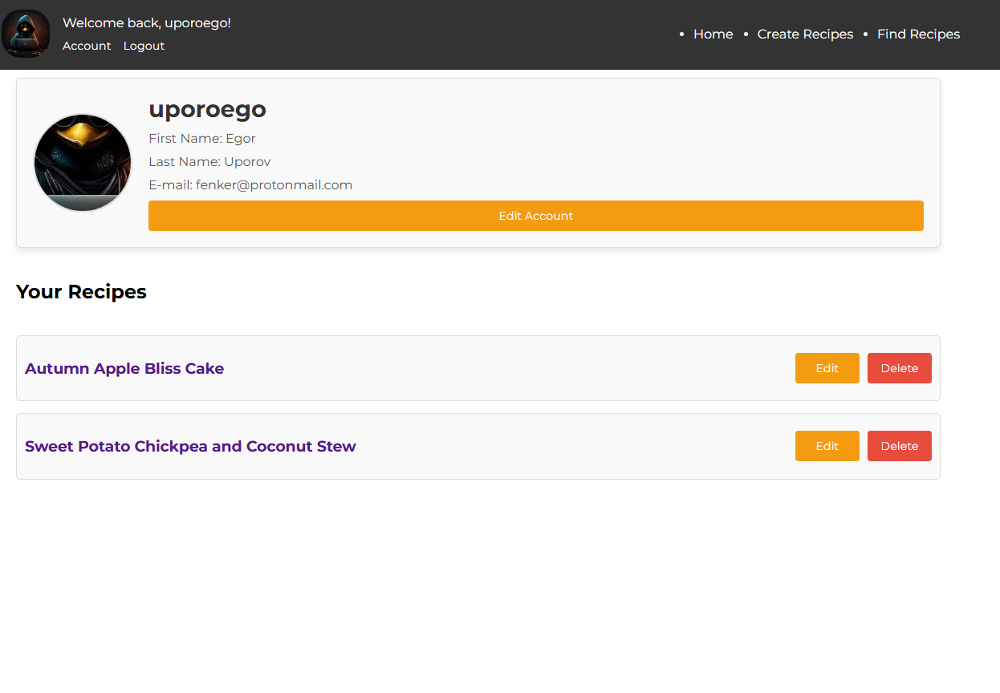 Welcome back, uporoego!
Account Logout
• Home • Create Recipes • Find Recipes
uporoego
First Name: Egor
Last Name: Uporov
E-mail: fenker@protonmail.com
Edit Account
Your Recipes
Autumn Apple Bliss Cake Edit Delete
Sweet Potato Chickpea and Coconut Stew Edit Delete